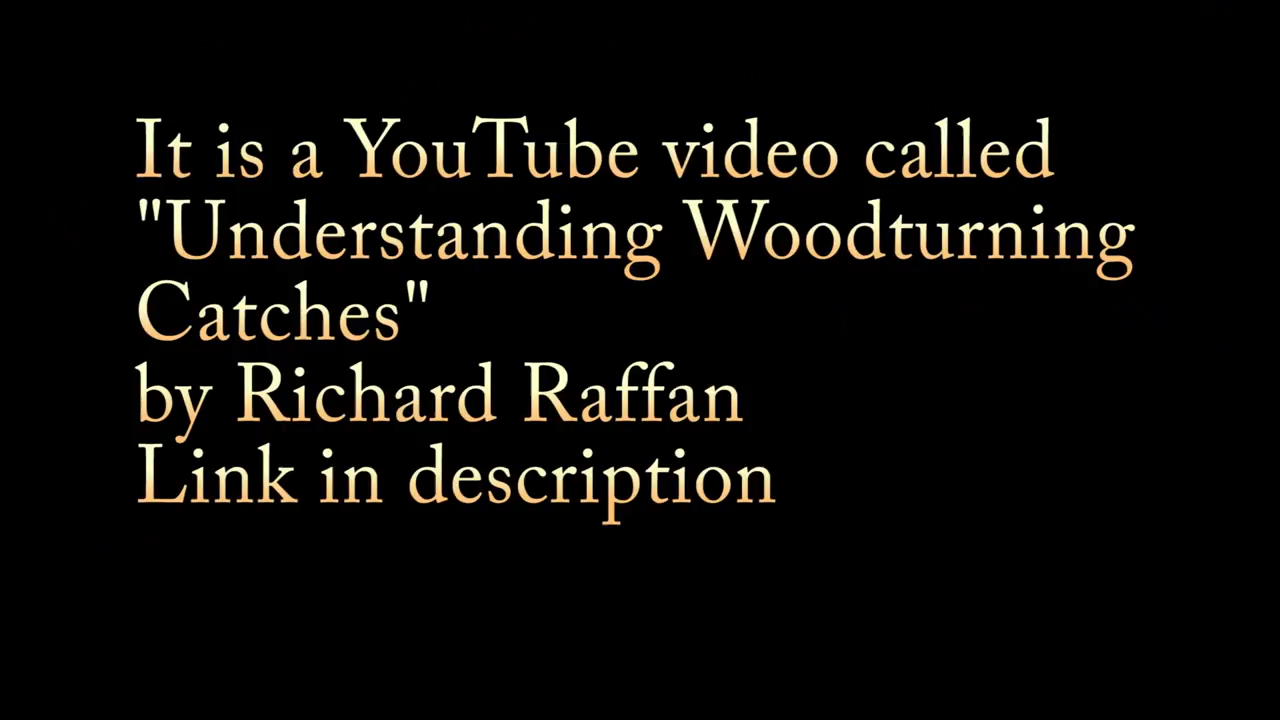 It is a YouTube video called
"Understanding Woodturning
Catches"
by Richard Raffan
Link in description